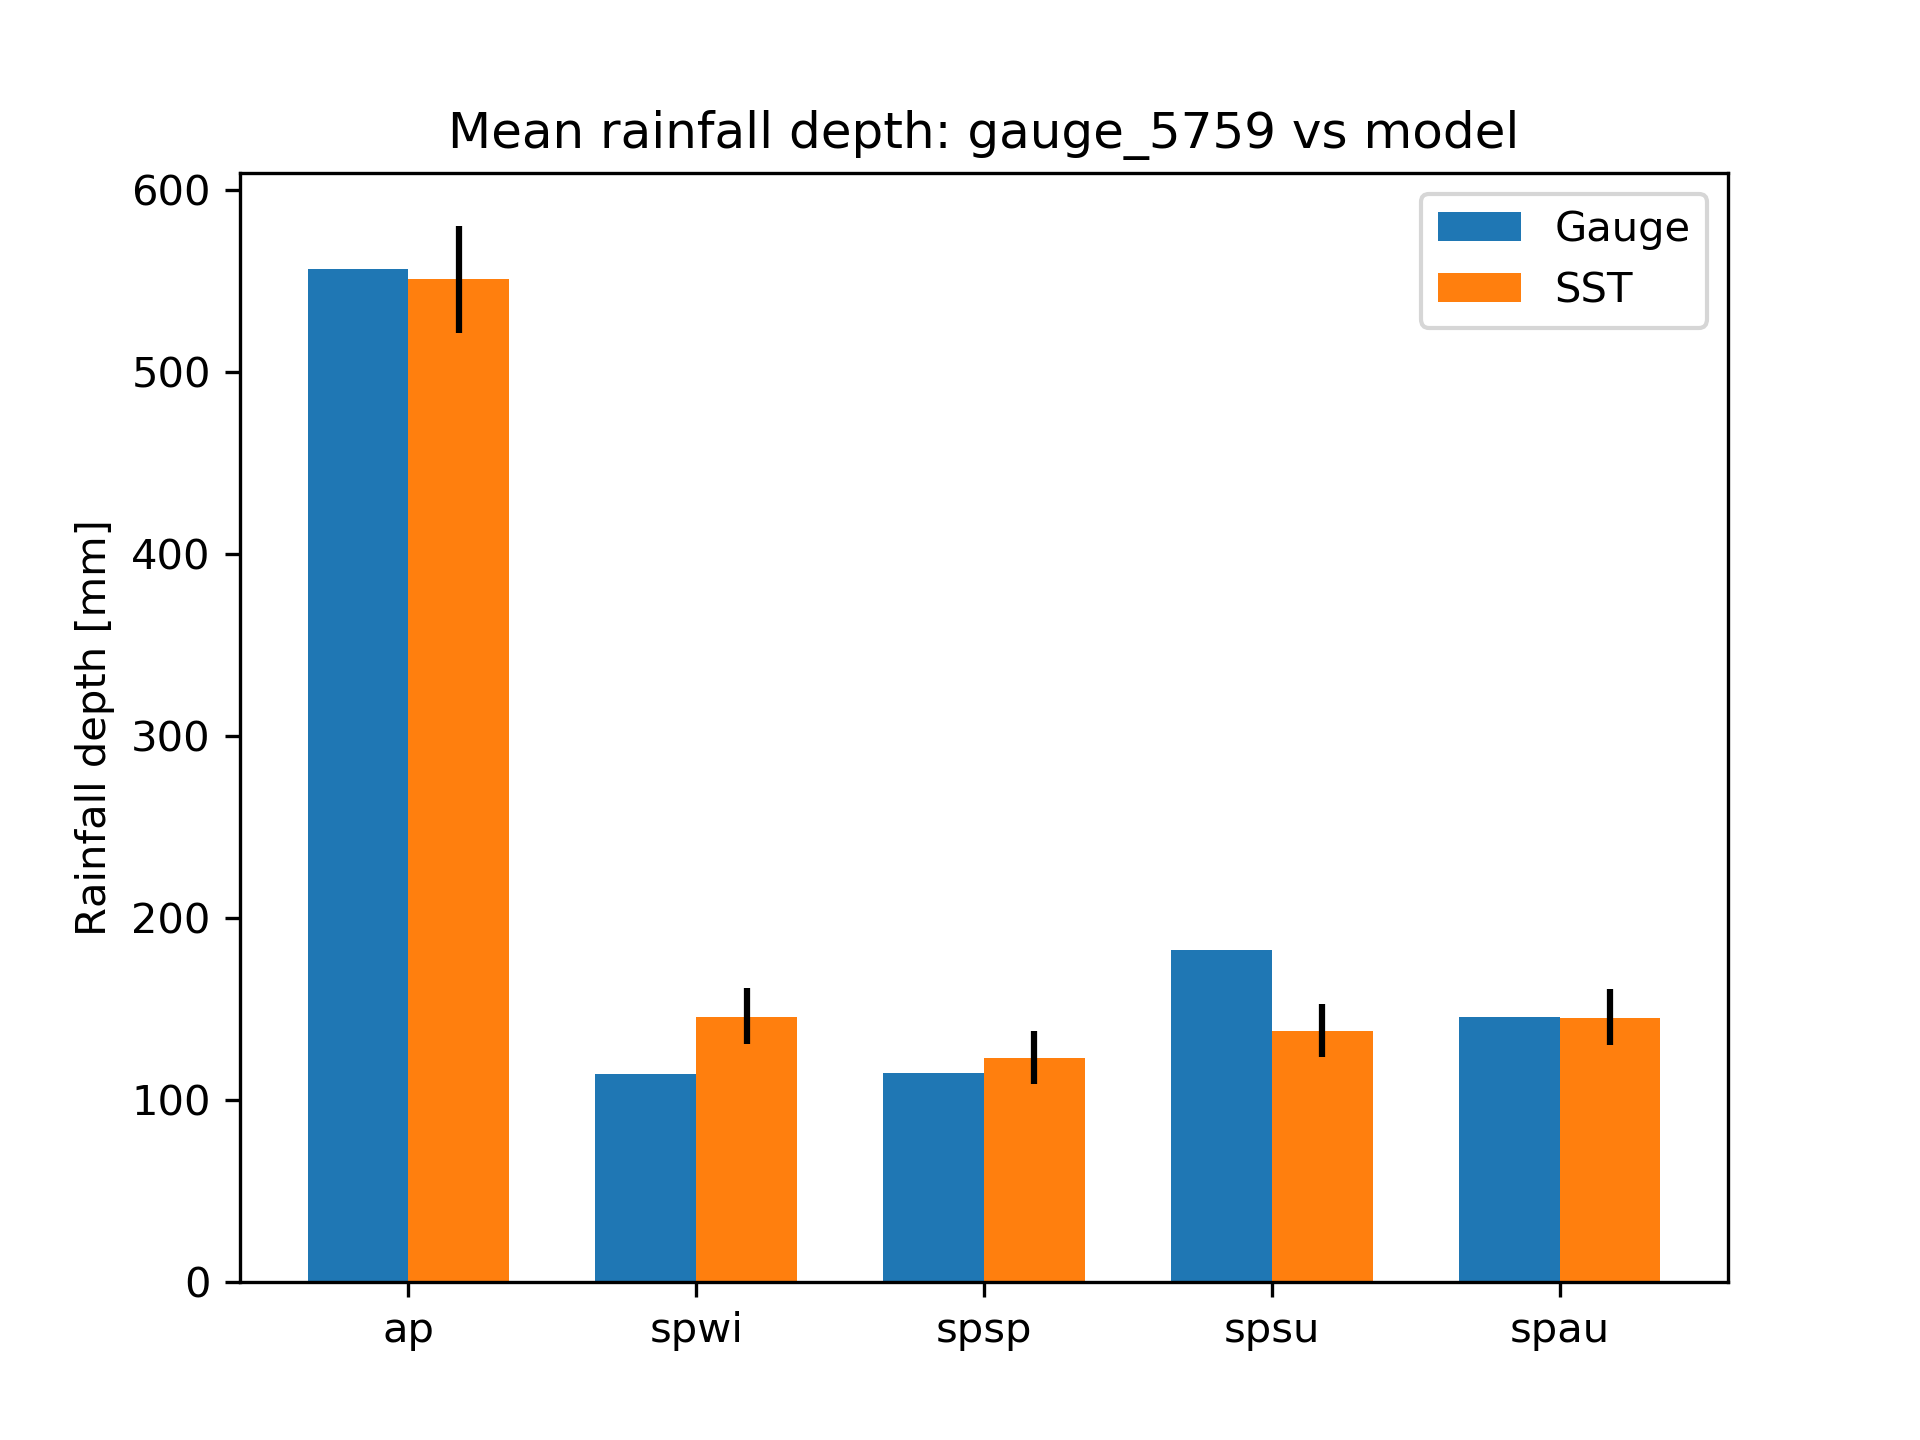 Mean rainfall depth: gauge_5759 vs model
Gauge
SST
600
500
400
300
200
100
0
Rainfall depth [mm]
ap spwi spsp spsu spau